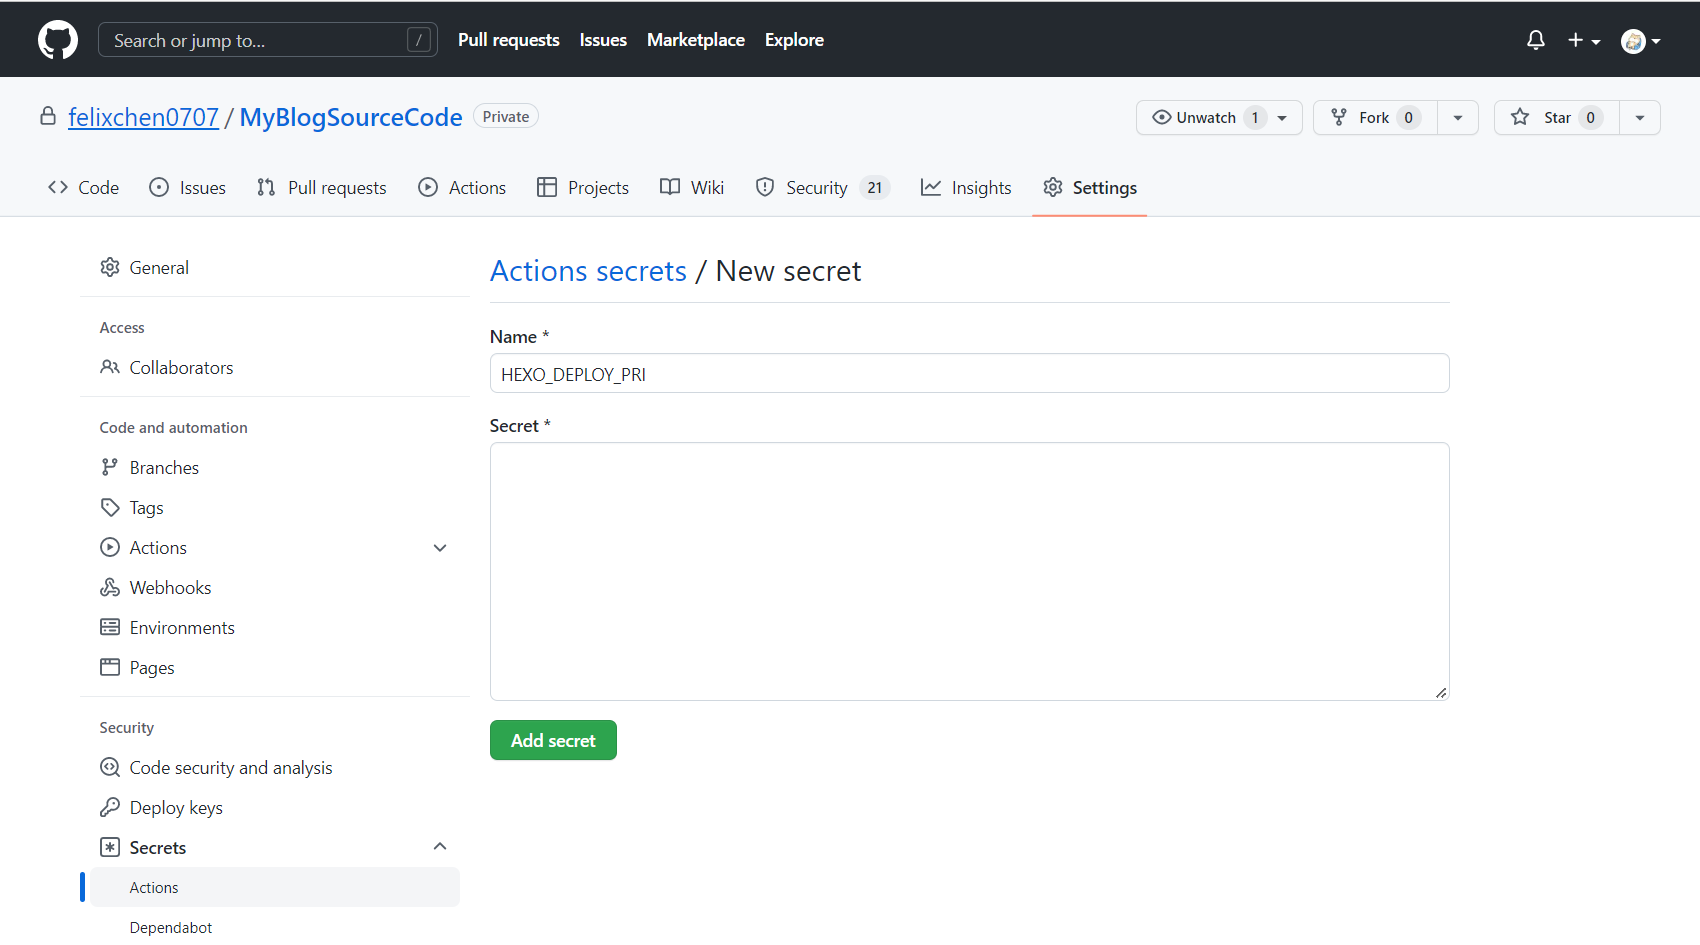 Search or jump to... /
Pull requests Issues Marketplace Explore
felixchen0707 / MyBlogSourceCode Private
Unwatch 1 Fork 0 Star 0
Code Issues Pull requests Actions Projects Wiki Security 21 Insights Settings
General
Access
Collaborators
Code and automation
Branches
Tags
Actions
Webhooks
Environments
Pages
Security
Code security and analysis
Deploy keys
Secrets
Actions
Dependabot
Actions secrets / New secret
Name *
HEXO_DEPLOY_PRI
Secret *
Add secret